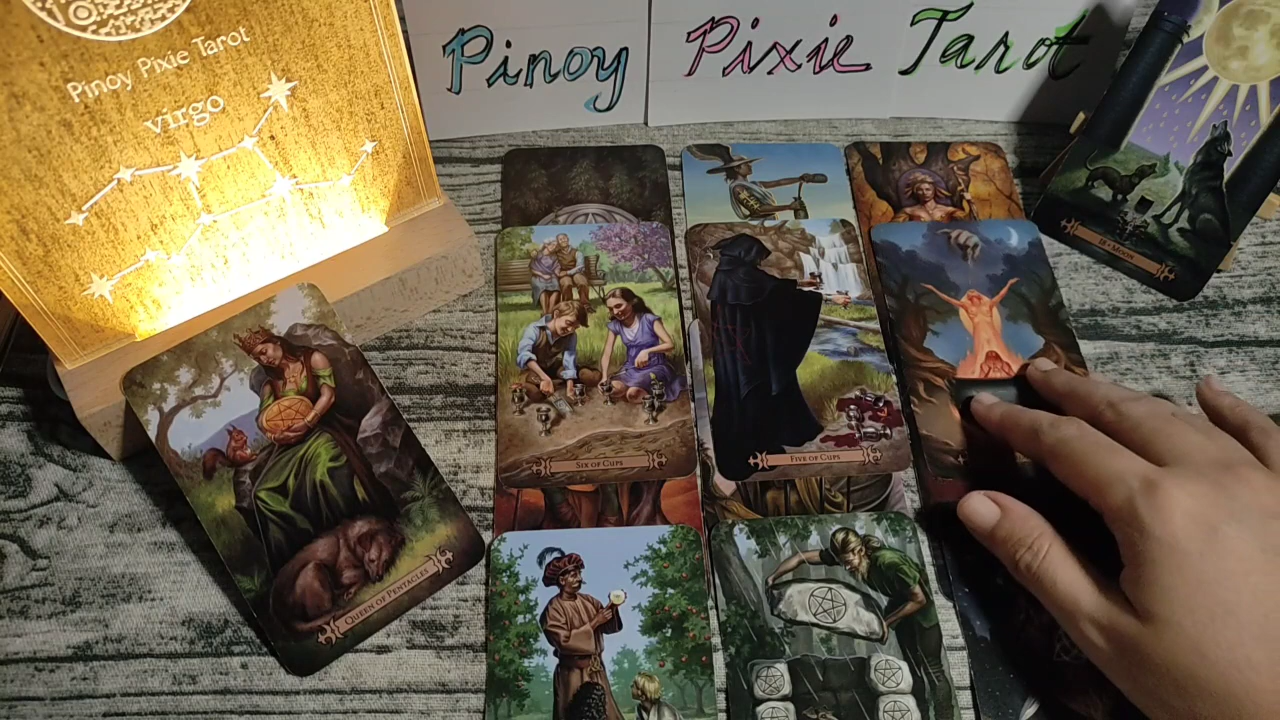 Pinoy Pixie Tarot
virgo
Pinoy Pixie Tarot
18 • MOON
SIX OF CUPS
FIVE OF CUPS
QUEEN OF PENTACLES